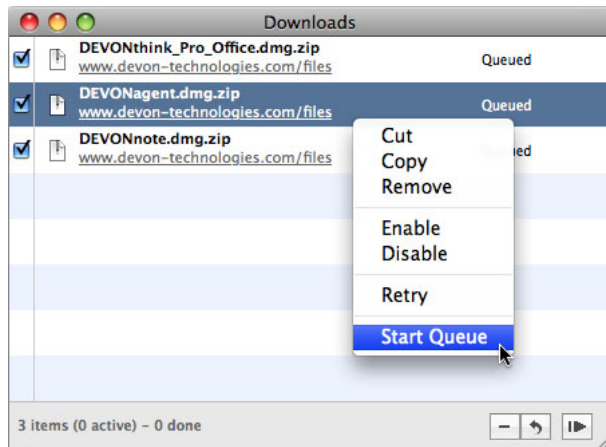 Downloads
DEVONthink_Pro_Office.dmg.zip
www.devon-technologies.com/files
Queued
DEVONagent.dmg.zip
www.devon-technologies.com/files
Queued
DEVONnote.dmg.zip
www.devon-technologies.com/files
ed
Cut
Copy
Remove
Enable
Disable
Retry
Start Queue
3 items (0 active) – 0 done